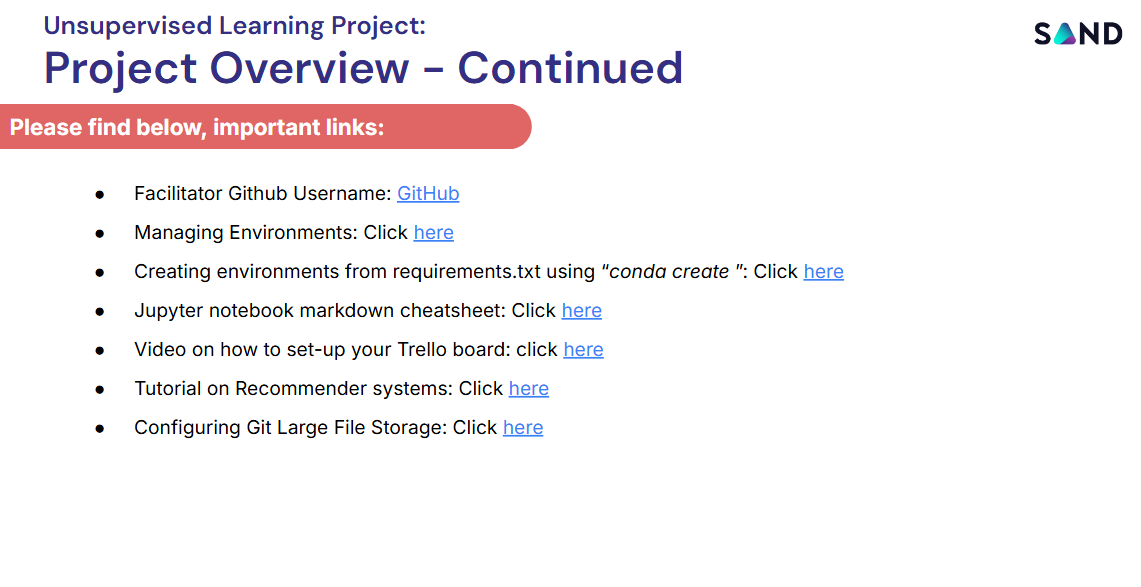 Unsupervised Learning Project:
SAND
Project Overview – Continued
Please find below, important links:
● Facilitator Github Username: GitHub
● Managing Environments: Click here
● Creating environments from requirements.txt using “conda create ”: Click here
● Jupyter notebook markdown cheatsheet: Click here
● Video on how to set-up your Trello board: click here
● Tutorial on Recommender systems: Click here
● Configuring Git Large File Storage: Click here